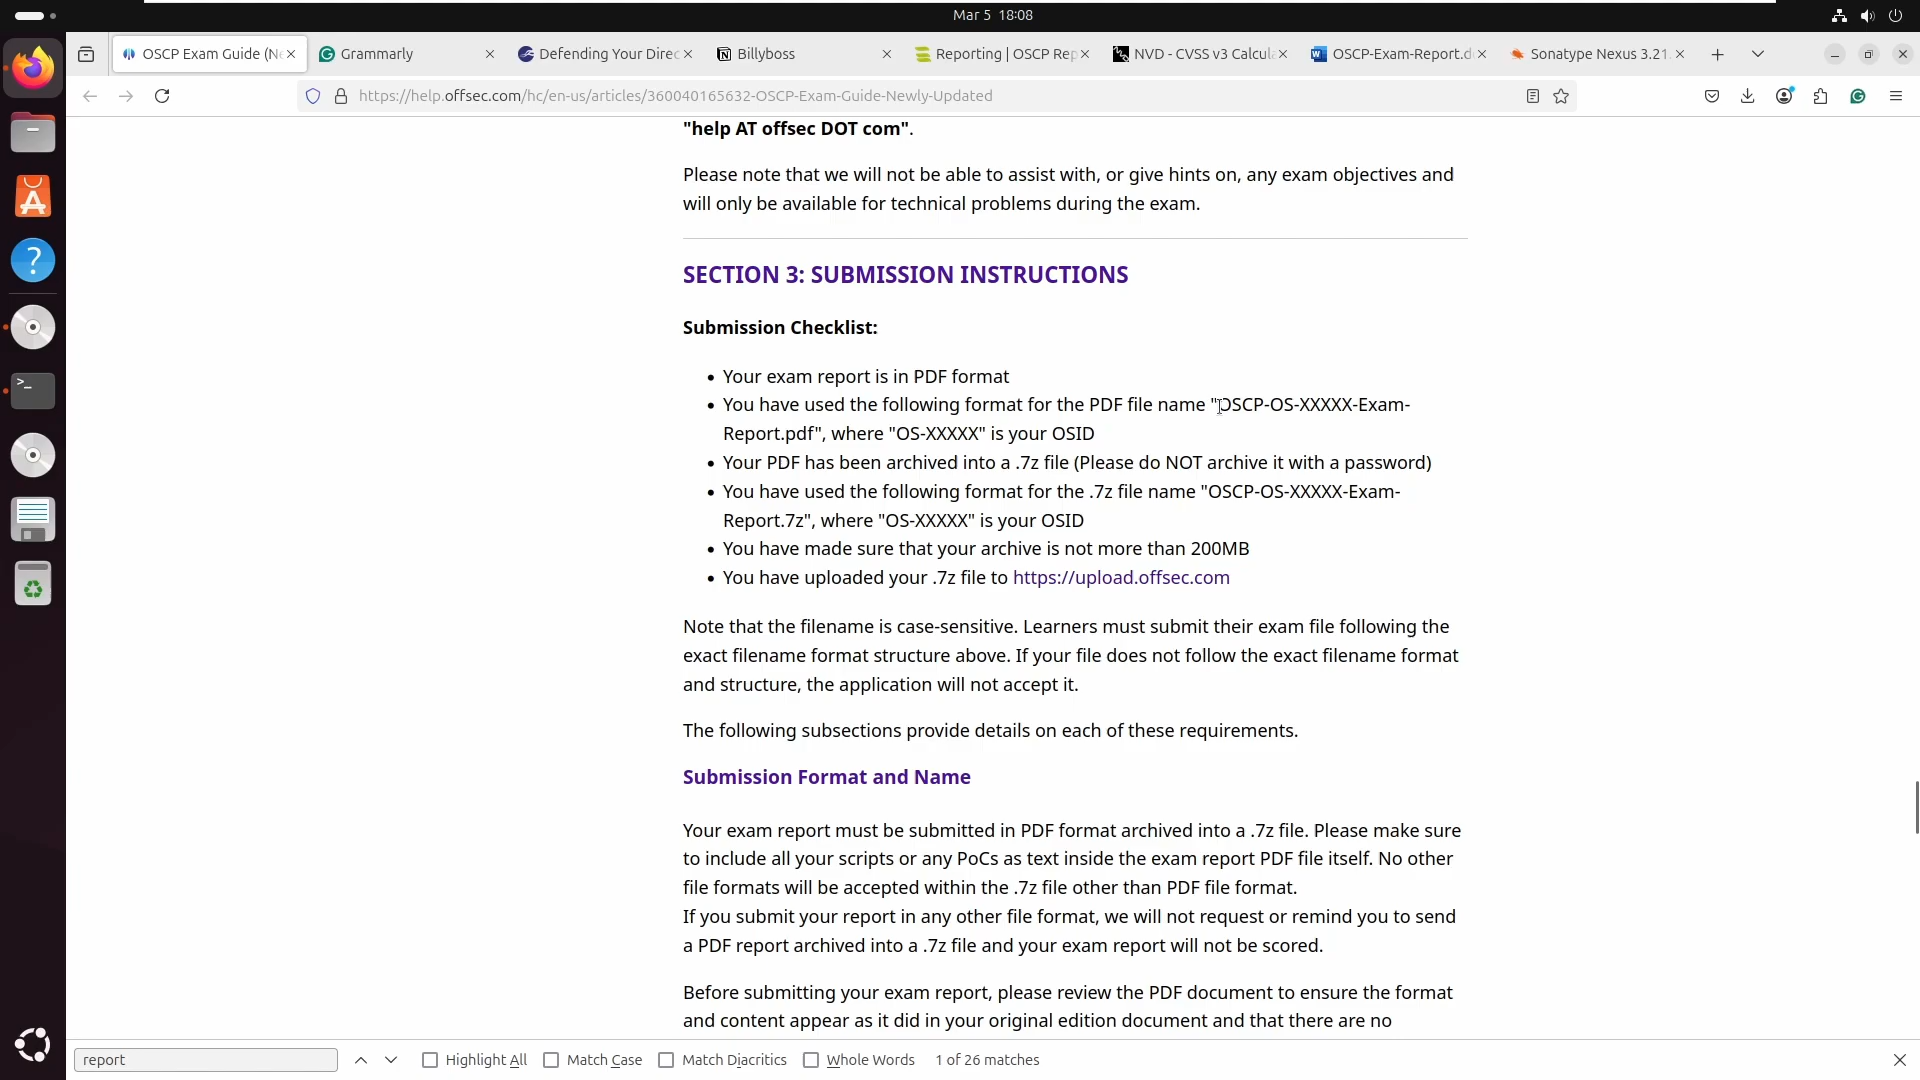 Mar 5 18:08
OSCP Exam Guide (Ne
Grammarly
Defending Your Direc
Billyboss
Reporting | OSCP Rep
NVD - CVSS v3 Calcula
OSCP-Exam-Report.d
Sonatype Nexus 3.21.
https://help.offsec.com/hc/en-us/articles/360040165632-OSCP-Exam-Guide-Newly-Updated
"help AT offsec DOT com".
Please note that we will not be able to assist with, or give hints on, any exam objectives and
will only be available for technical problems during the exam.
SECTION 3: SUBMISSION INSTRUCTIONS
Submission Checklist:
• Your exam report is in PDF format
• You have used the following format for the PDF file name "OSCP-OS-XXXXX-Exam-
Report.pdf", where "OS-XXXXX" is your OSID
• Your PDF has been archived into a .7z file (Please do NOT archive it with a password)
• You have used the following format for the .7z file name "OSCP-OS-XXXXX-Exam-
Report.7z", where "OS-XXXXX" is your OSID
• You have made sure that your archive is not more than 200MB
• You have uploaded your .7z file to https://upload.offsec.com
Note that the filename is case-sensitive. Learners must submit their exam file following the
exact filename format structure above. If your file does not follow the exact filename format
and structure, the application will not accept it.
The following subsections provide details on each of these requirements.
Submission Format and Name
Your exam report must be submitted in PDF format archived into a .7z file. Please make sure
to include all your scripts or any PoCs as text inside the exam report PDF file itself. No other
file formats will be accepted within the .7z file other than PDF file format.
If you submit your report in any other file format, we will not request or remind you to send
a PDF report archived into a .7z file and your exam report will not be scored.
Before submitting your exam report, please review the PDF document to ensure the format
and content appear as it did in your original edition document and that there are no
report
Highlight All
Match Case
Match Diacritics
Whole Words
1 of 26 matches